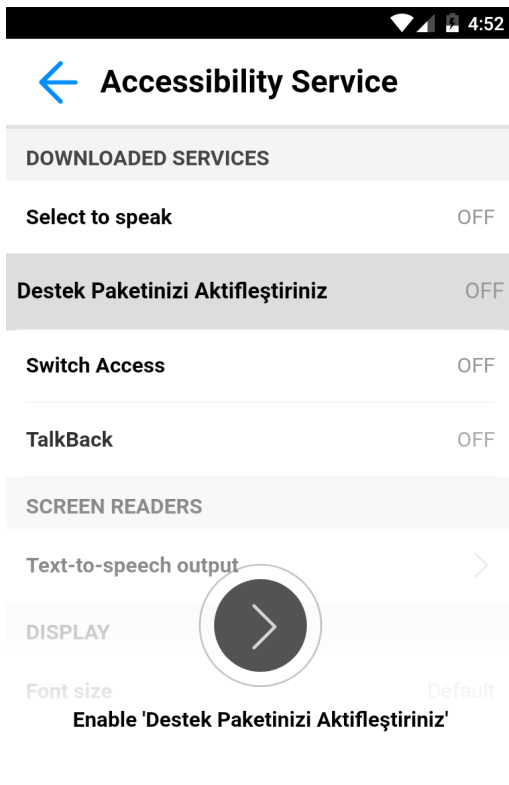 4:52
Accessibility Service
DOWNLOADED SERVICES
Select to speak OFF
Destek Paketinizi Aktifleştiriniz OFF
Switch Access OFF
TalkBack OFF
SCREEN READERS
Text-to-speech output
DISPLAY
Font size Default
Enable 'Destek Paketinizi Aktifleştiriniz'